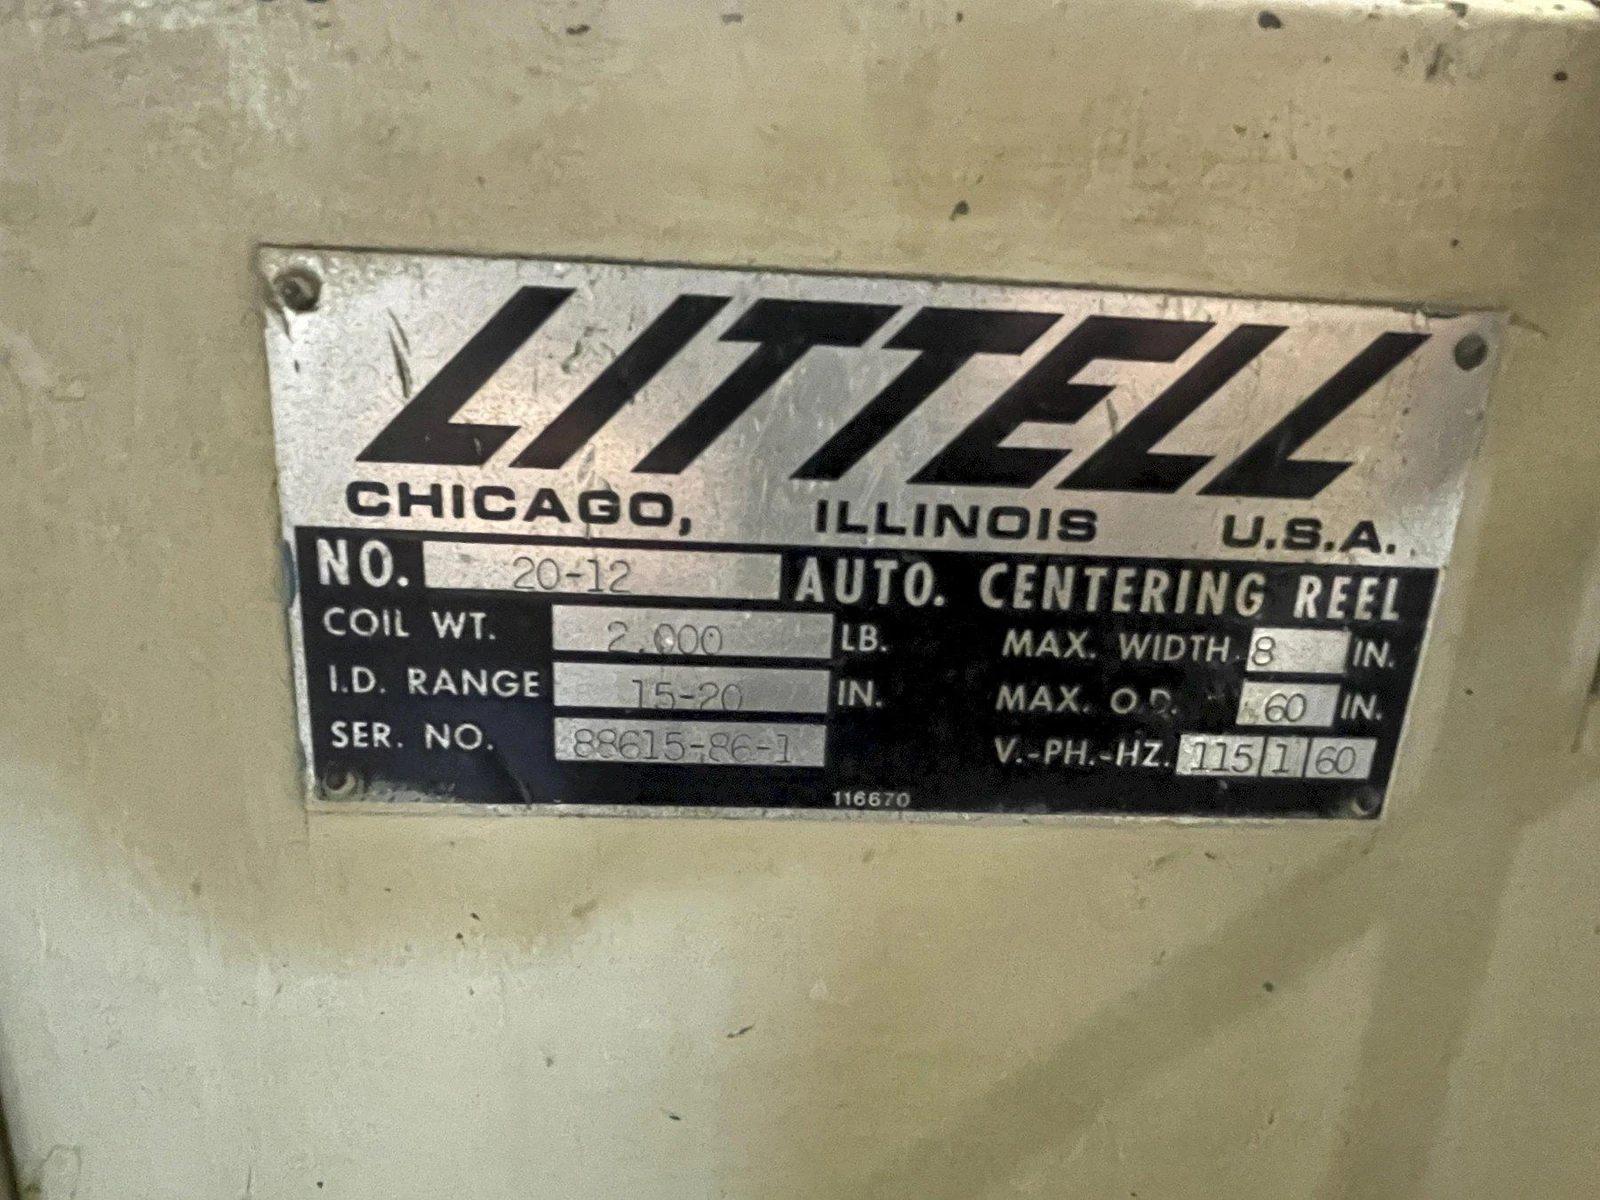 LITTELL
CHICAGO, ILLINOIS U.S.A.
NO. 20-12 AUTO. CENTERING REEL
COIL WT. 2,000 LB. MAX. WIDTH 8 IN.
I.D. RANGE 15-20 IN. MAX. O.D. 60 IN.
SER. NO. 88615-86-1 V.-PH.-HZ. 115 1 60
116670